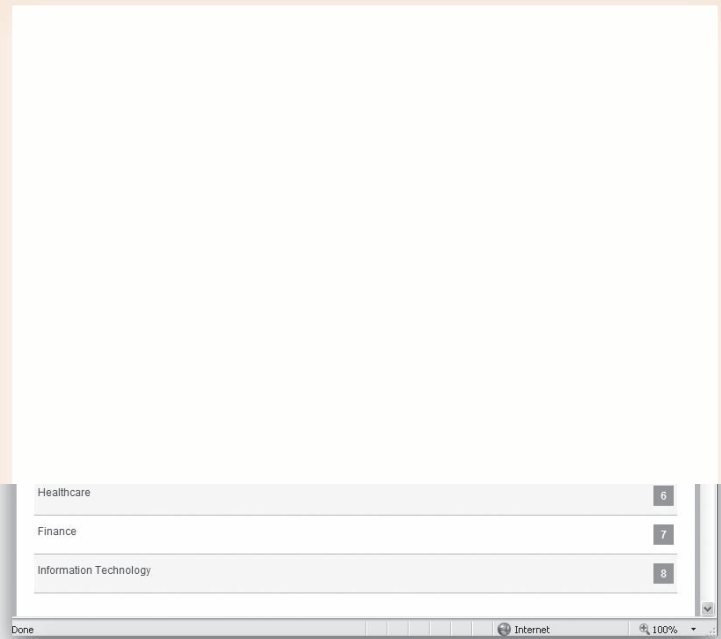 Healthcare 6
Finance 7
Information Technology 8
Done Internet 100%